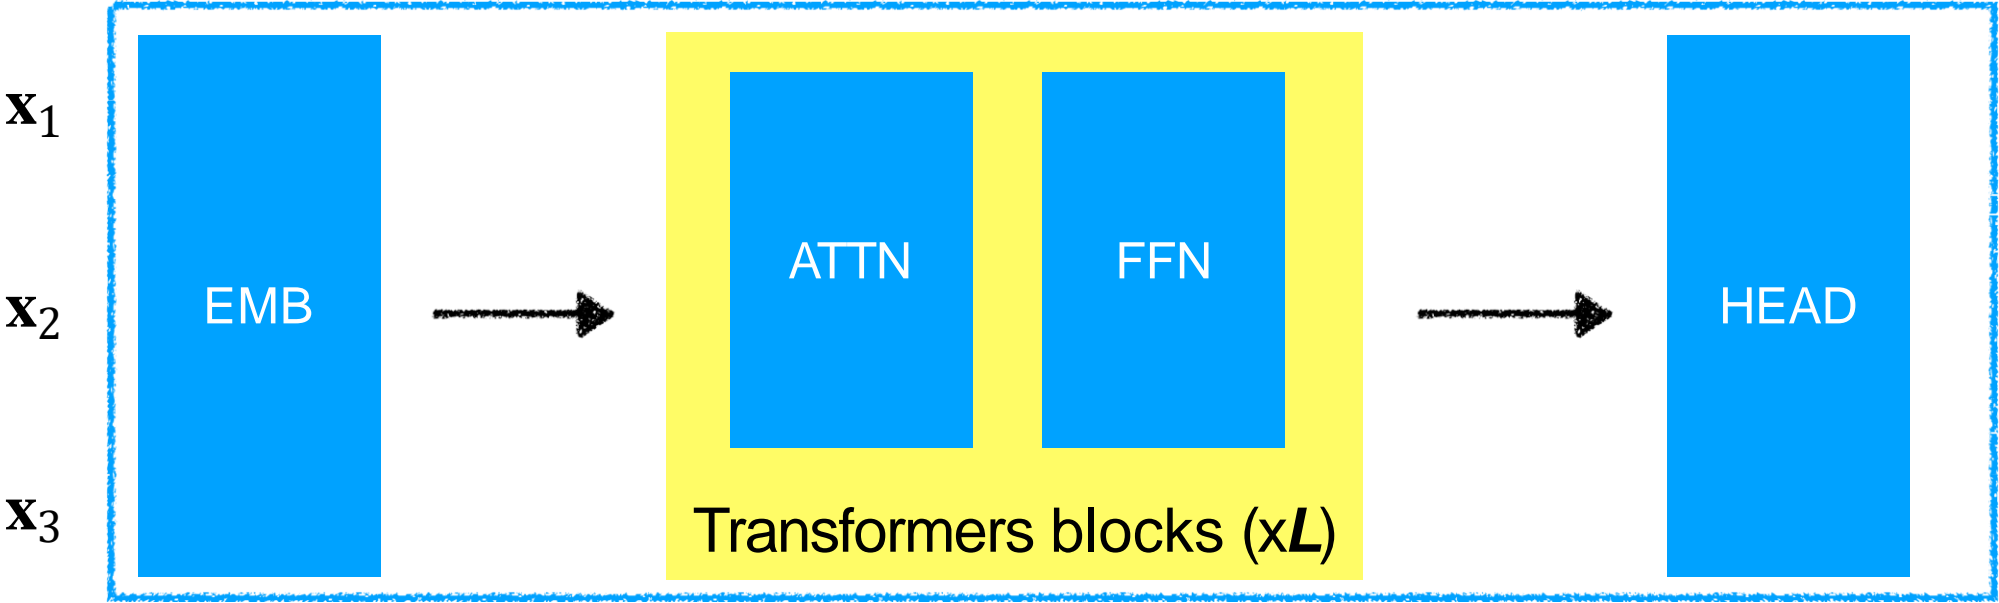 x₁
x₂
x₃
EMB
ATTN
FFN
Transformers blocks (xL)
HEAD